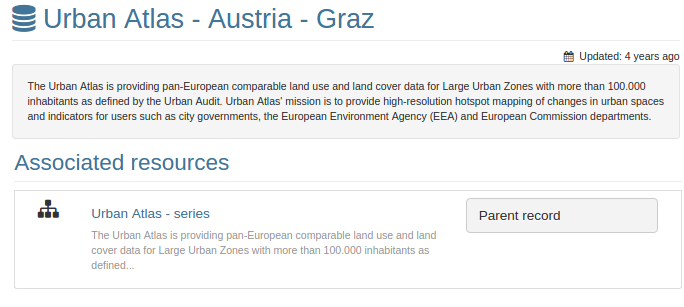 Urban Atlas - Austria - Graz
Updated: 4 years ago
The Urban Atlas is providing pan-European comparable land use and land cover data for Large Urban Zones with more than 100.000
inhabitants as defined by the Urban Audit. Urban Atlas' mission is to provide high-resolution hotspot mapping of changes in urban spaces
and indicators for users such as city governments, the European Environment Agency (EEA) and European Commission departments.
Associated resources
Urban Atlas - series
Parent record
The Urban Atlas is providing pan-European comparable land use and land
cover data for Large Urban Zones with more than 100.000 inhabitants as
defined...